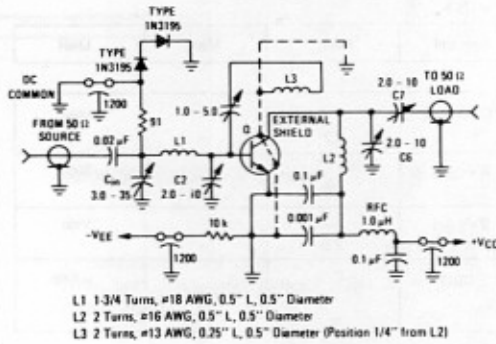 TYPE
1N3195
TYPE
1N3195
DC
COMMON
1200
FROM 50 Ω
SOURCE
0.02 µF
51
L1
Cin
3.0 - 35
C2
2.0 - 10
1.0 - 5.0
L3
Q
EXTERNAL
SHIELD
2.0 - 10
C7
TO 50 Ω
LOAD
L2
2.0 - 10
C6
0.1 µF
0.001 µF
RFC
1.0 µH
-VEE
10 k
1200
0.1 µF
1200
+VCC
L1 1-3/4 Turns, #18 AWG, 0.5'' L, 0.5'' Diameter
L2 2 Turns, #16 AWG, 0.5'' L, 0.5'' Diameter
L3 2 Turns, #13 AWG, 0.25'' L, 0.5'' Diameter (Position 1/4'' from L2)